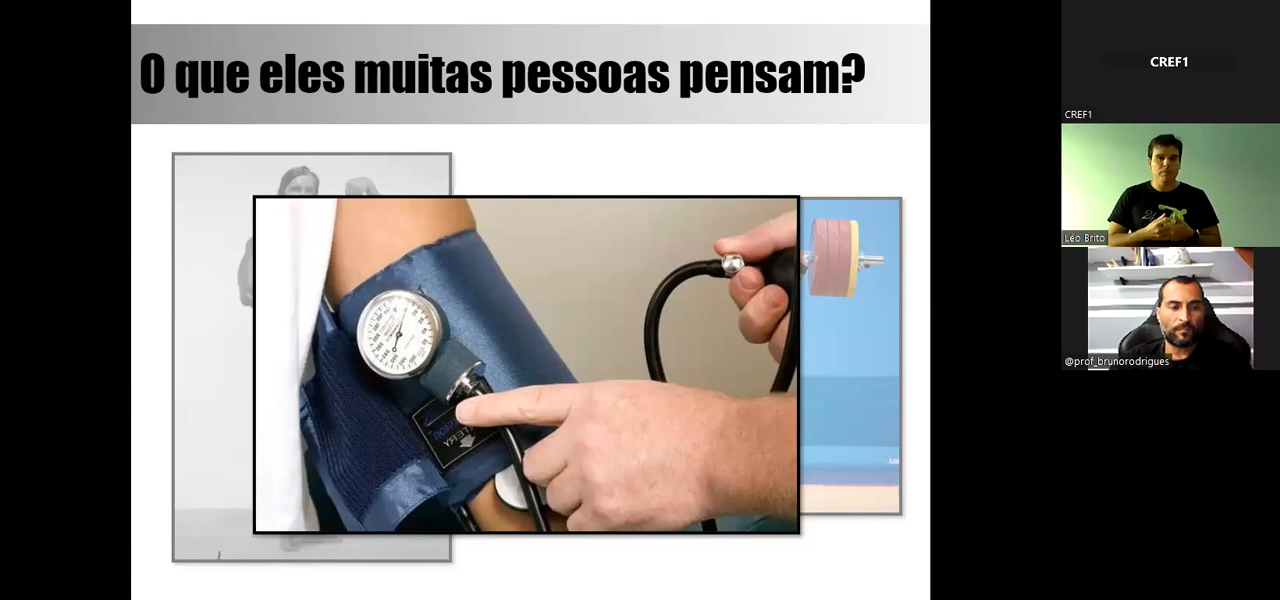 O que eles muitas pessoas pensam?
CREF1
CREF1
Léo Brito
@prof_brunorodrigues